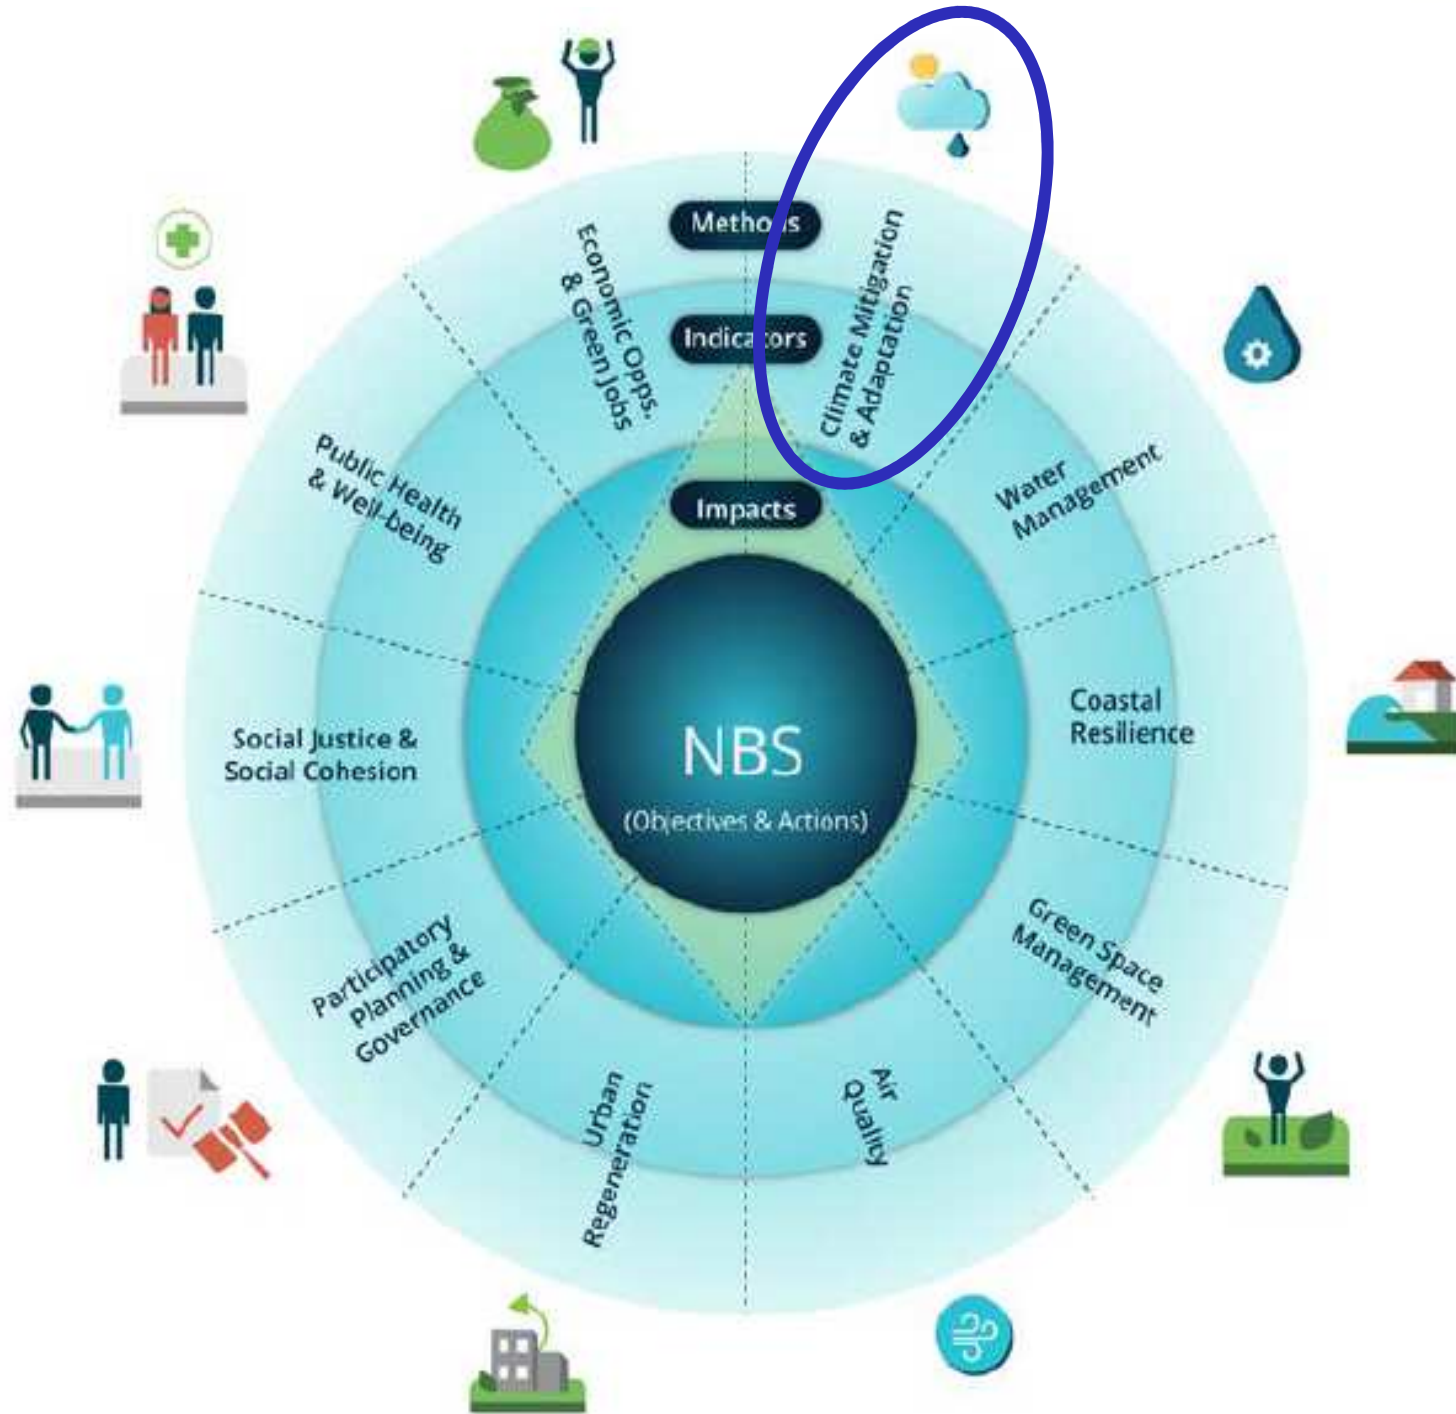 Methods
Indicators
Impacts
NBS
(Objectives & Actions)
Climate Mitigation
& Adaptation
Water
Management
Coastal
Resilience
Green Space
Management
Air
Quality
Urban
Regeneration
Participatory
Planning &
Governance
Social Justice &
Social Cohesion
Public Health
& Well-being
Economic Opps.
& Green Jobs